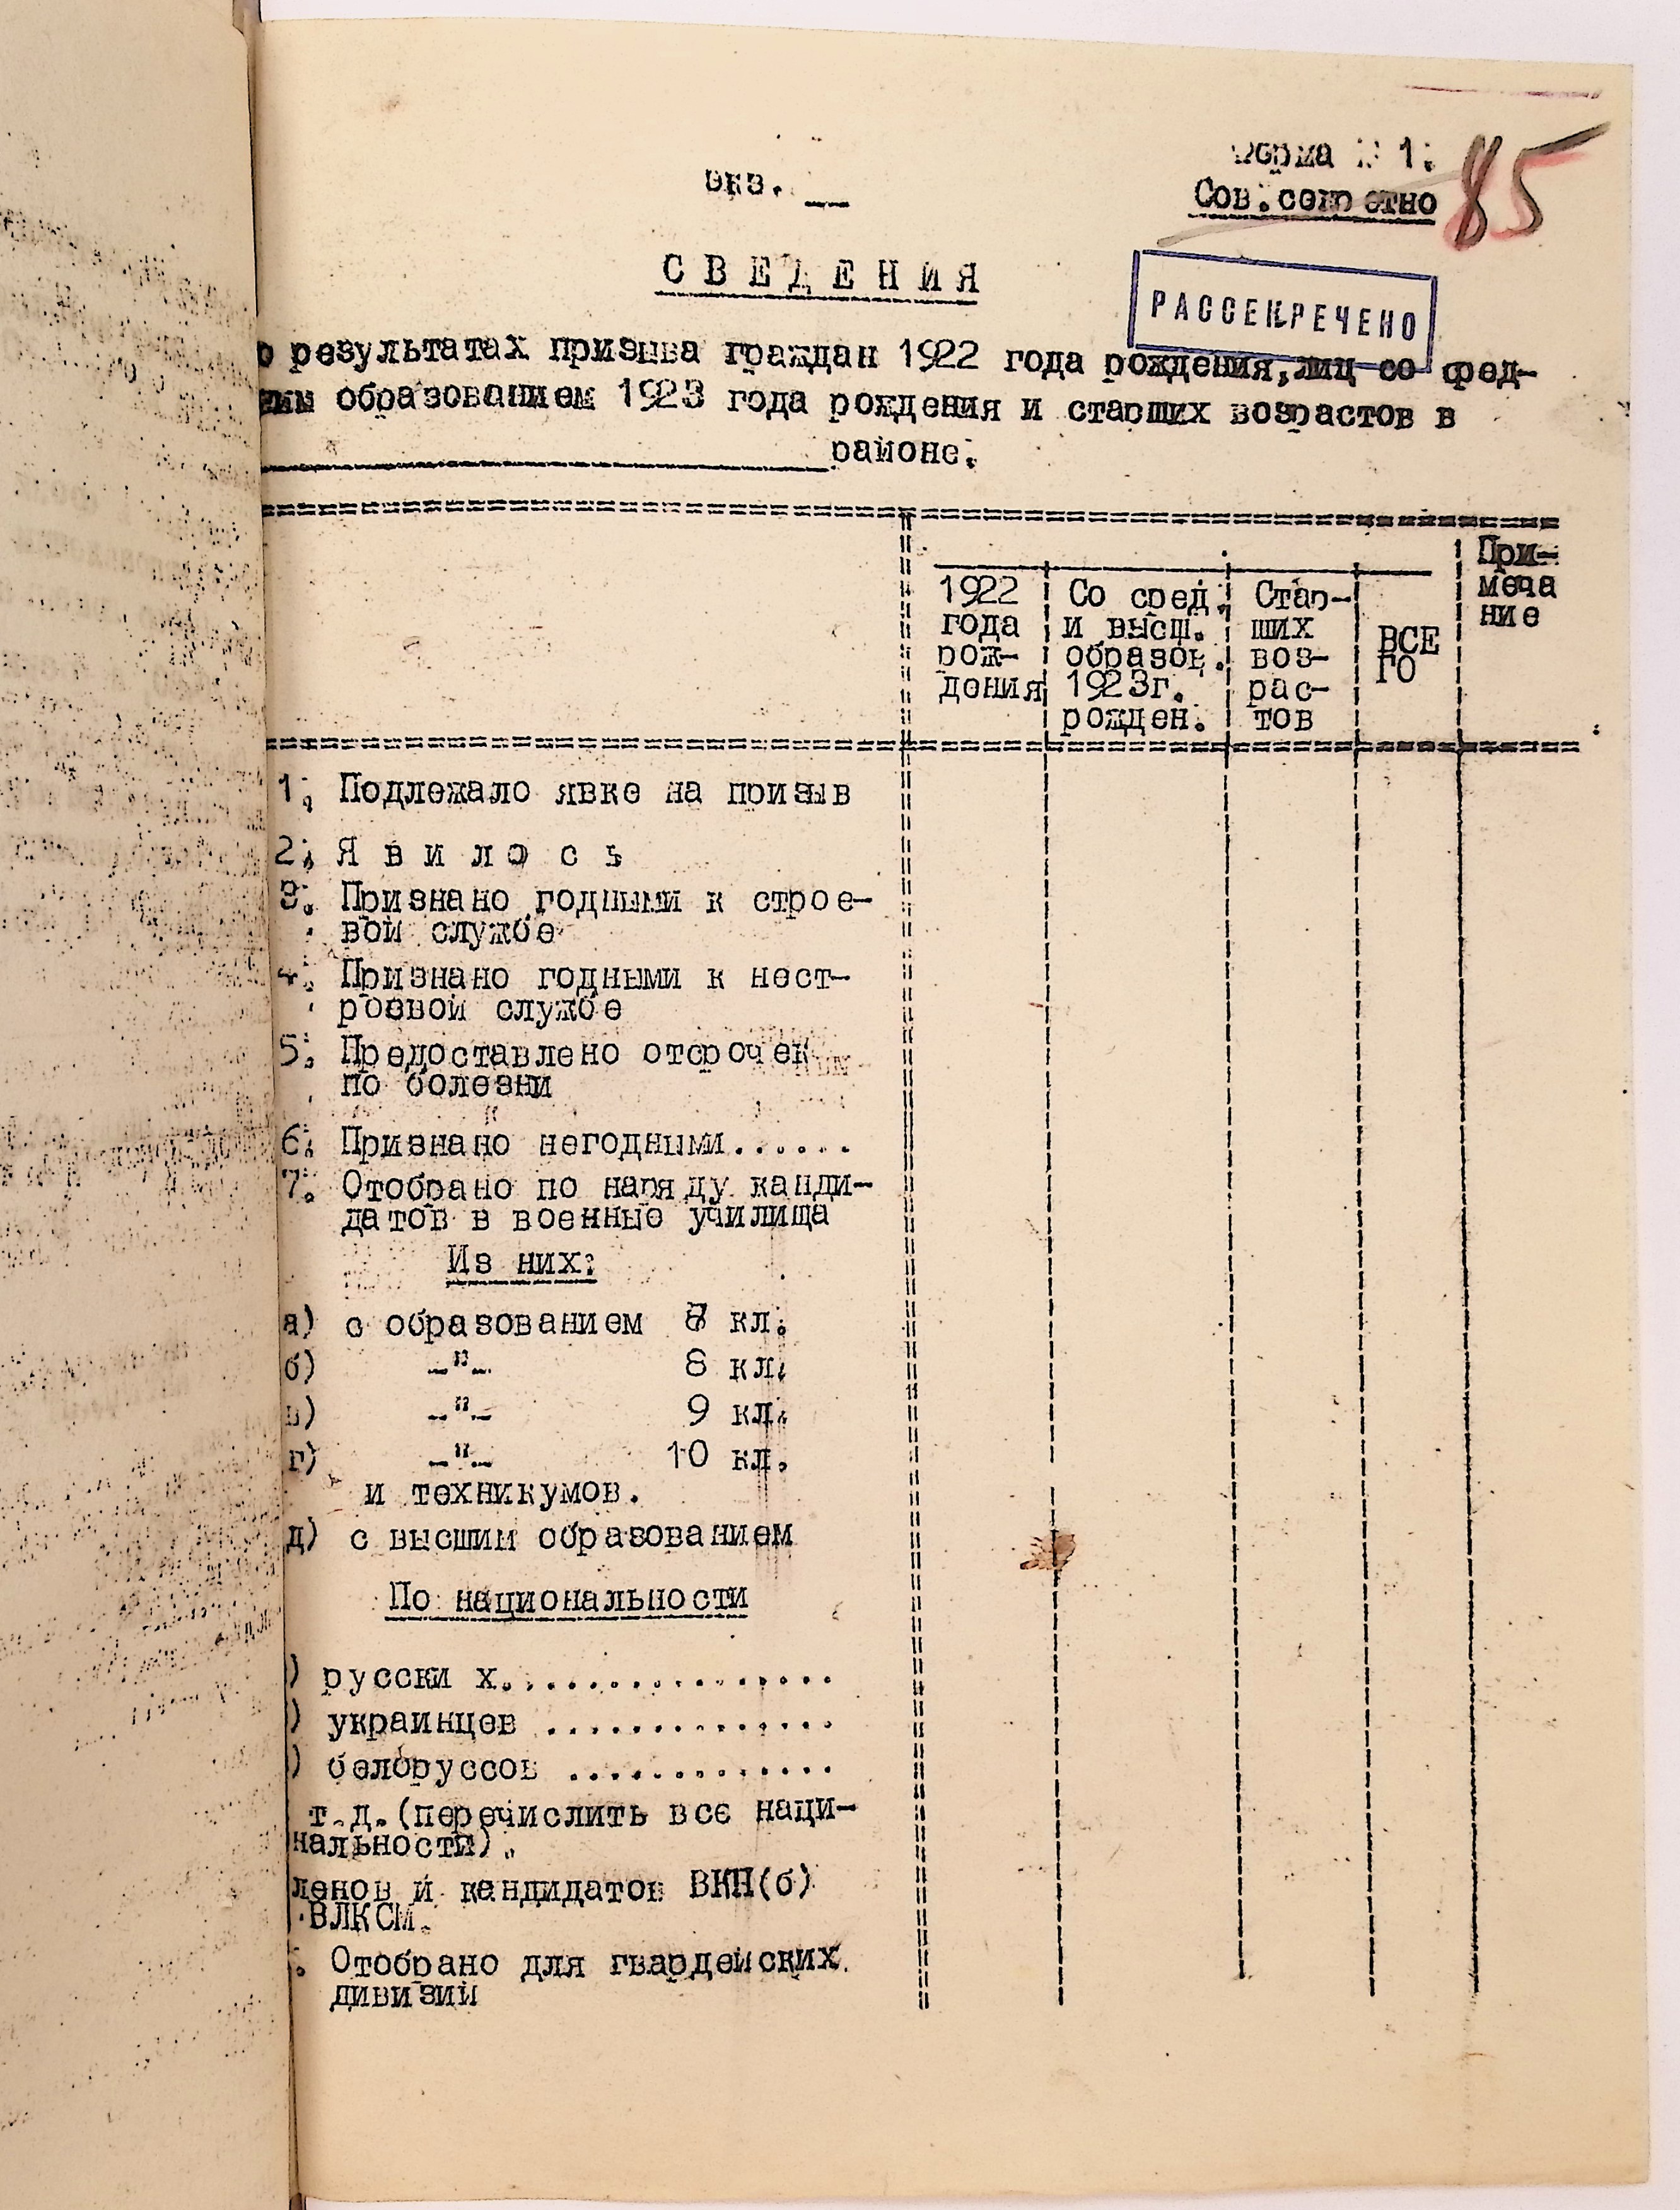 Форма № 1.
85
экз. __
Сов.секретно
СВЕДЕНИЯ
РАССЕКРЕЧЕНО
о результатах призыва граждан 1922 года рождения,лиц со сред-
ним образованием 1923 года рождения и старших возрастов в
районе.
При-
меча
ние
1922
года
рож-
дения
Со сред.
и высш.
образов.
1923г.
рожден.
Стар-
ших
воз-
рас-
тов
ВСЕ
ГО
1. Подлежало явке на призыв
2. Я в и л о с ь
3. Признано годными к строе-
вой службе
4. Признано годными к нест-
роевой службе
5. Предоставлено отсрочек
по болезни
6. Признано негодными.......
7. Отобрано по наряду канди-
датов в военные училища
Из них:
а) с образованием кл.
б) -"- 8 кл.
в) -"- 9 кл.
г) -"- 10 кл.
и техникумов.
д) с высшим образованием
По национальности
) русски х................
) украинцев ..............
) белоруссов .............
т.д.(перечислить все наци-
нальности).
ленов и кандидатов ВКП(б)
ВЛКСМ.
. Отобрано для гвардейских
дивизий